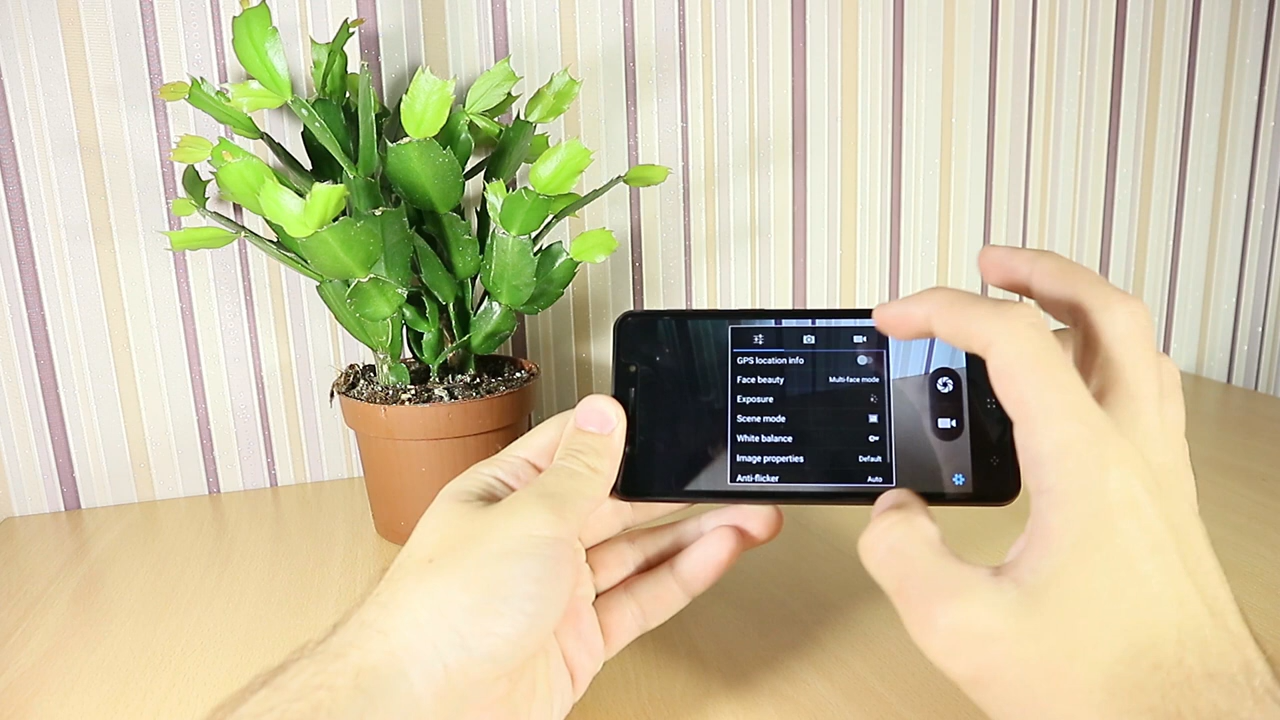 GPS location info
Face beauty Multi-face mode
Exposure
Scene mode
White balance
Image properties Default
Anti-flicker Auto